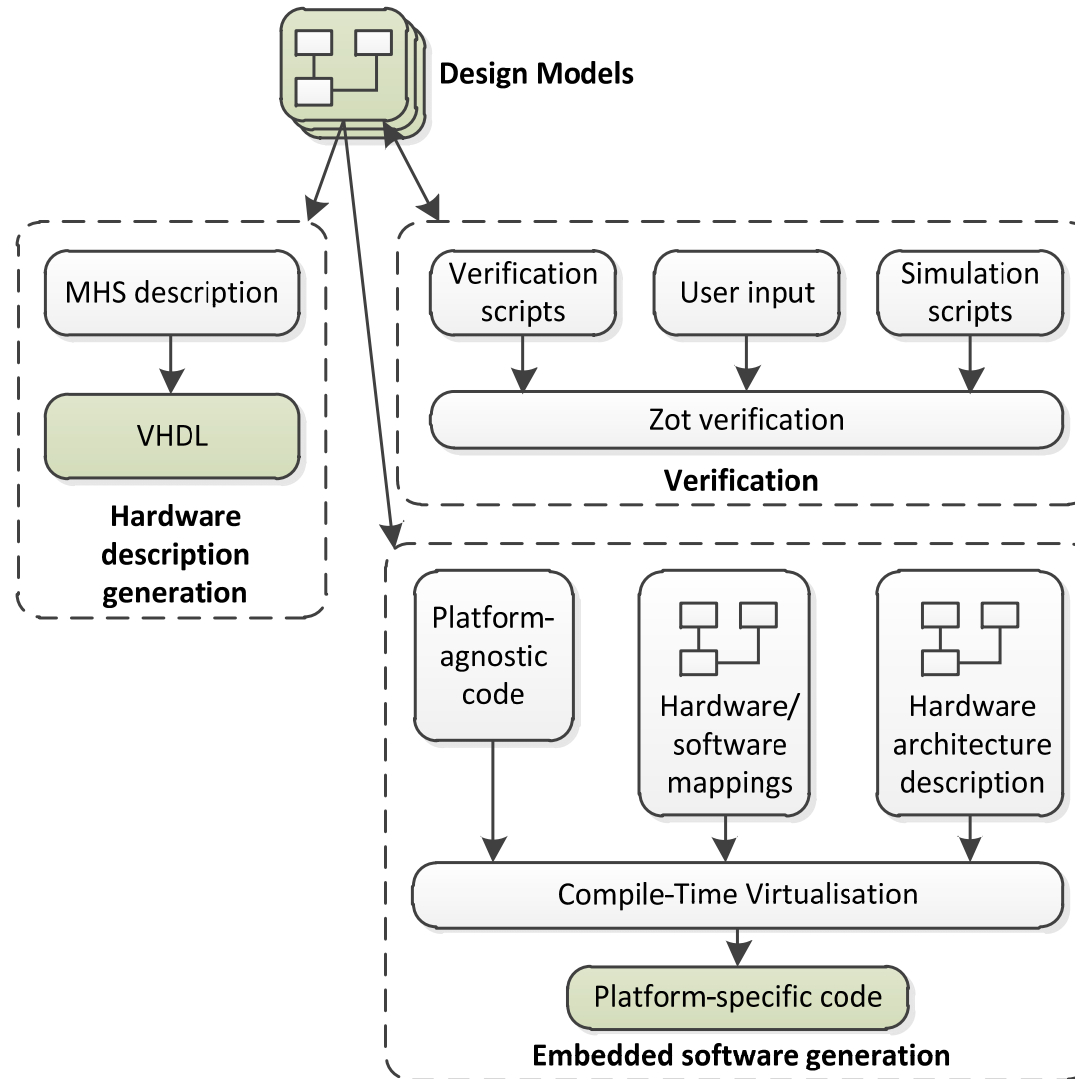 Design Models
MHS description
VHDL
Hardware
description
generation
Verification
scripts
User input
Simulation
scripts
Zot verification
Verification
Platform-
agnostic
code
Hardware/
software
mappings
Hardware
architecture
description
Compile-Time Virtualisation
Platform-specific code
Embedded software generation